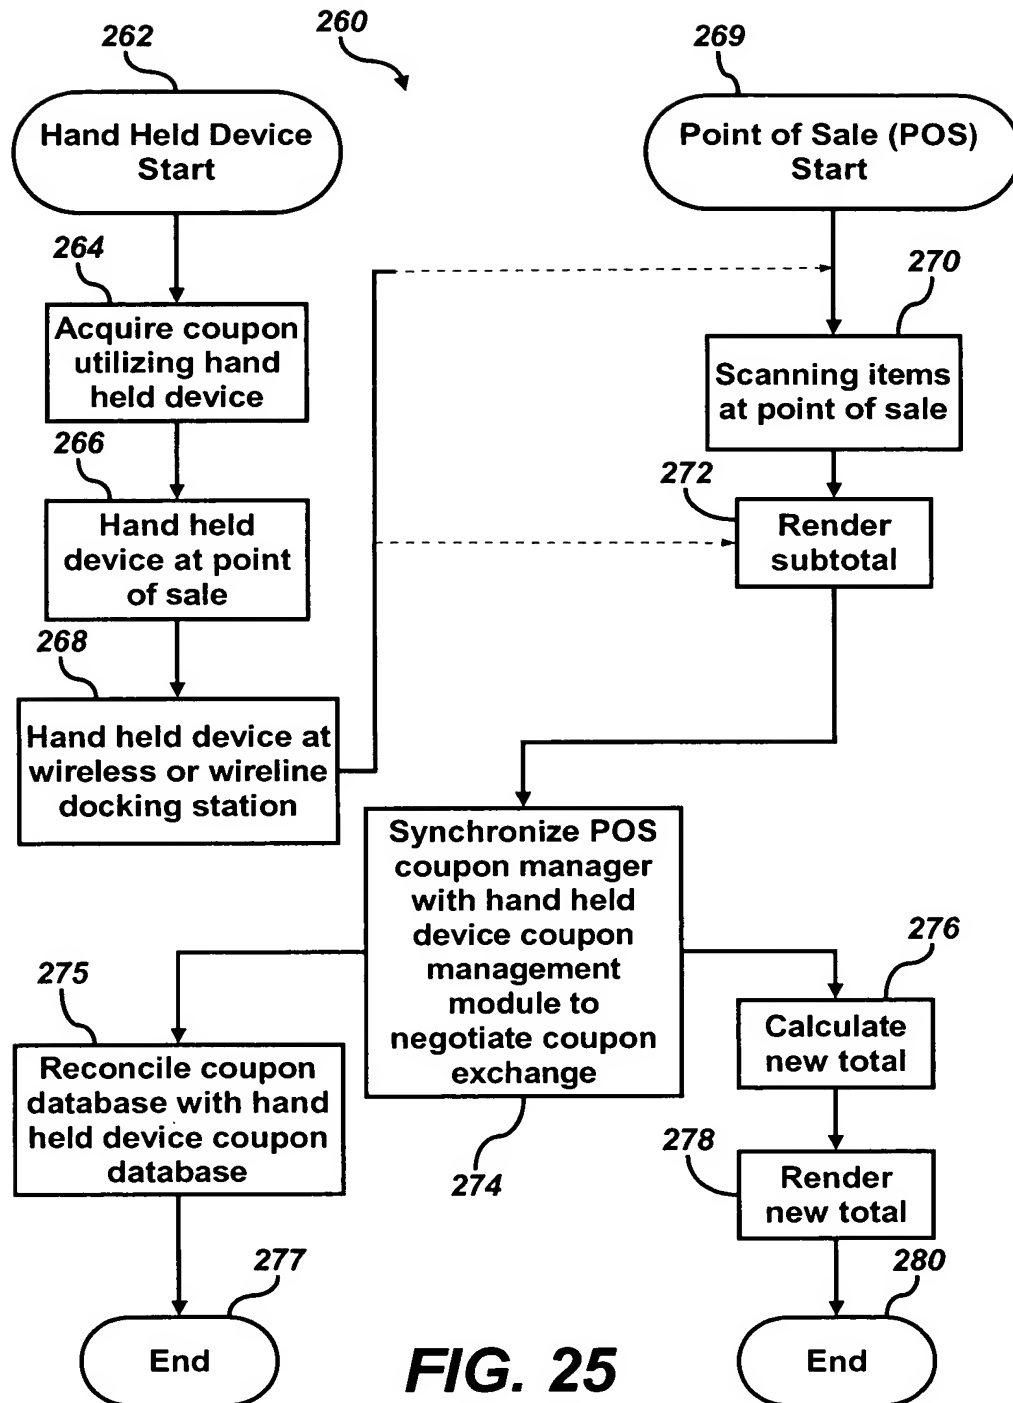 262
260
269
Hand Held Device
Start
Point of Sale (POS)
Start
264
270
Acquire coupon
utilizing hand
held device
Scanning items
at point of sale
266
272
Hand held
device at point
of sale
Render
subtotal
268
Hand held device at
wireless or wireline
docking station
Synchronize POS
coupon manager
with hand held
device coupon
management
module to
negotiate coupon
exchange
274
275
Reconcile coupon
database with hand
held device coupon
database
276
Calculate
new total
278
Render
new total
277
End
280
End
FIG. 25